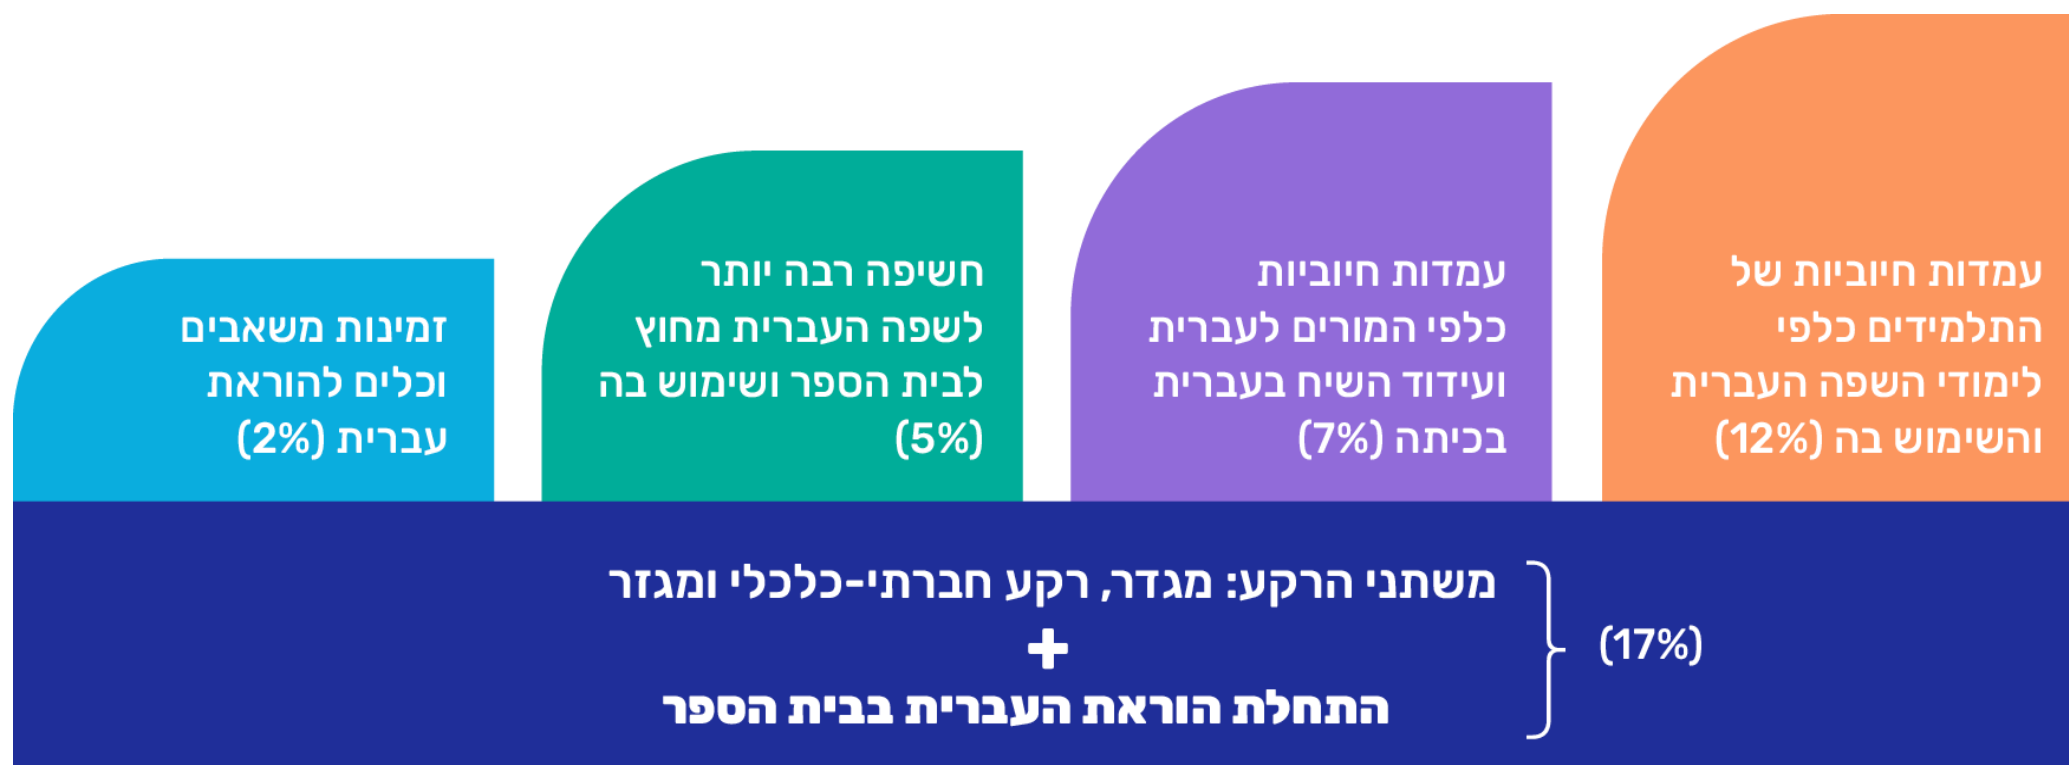 עמדות חיוביות של
התלמידים כלפי
לימודי השפה העברית
והשימוש בה (12%)
עמדות חיוביות
כלפי המורים לעברית
ועידוד השיח בעברית
בכיתה (7%)
חשיפה רבה יותר
לשפה העברית מחוץ
לבית הספר ושימוש בה
(5%)
זמינות משאבים
וכלים להוראת
עברית (2%)
משתני הרקע: מגדר, רקע חברתי-כלכלי ומגזר
+
התחלת הוראת העברית בבית הספר
(17%)